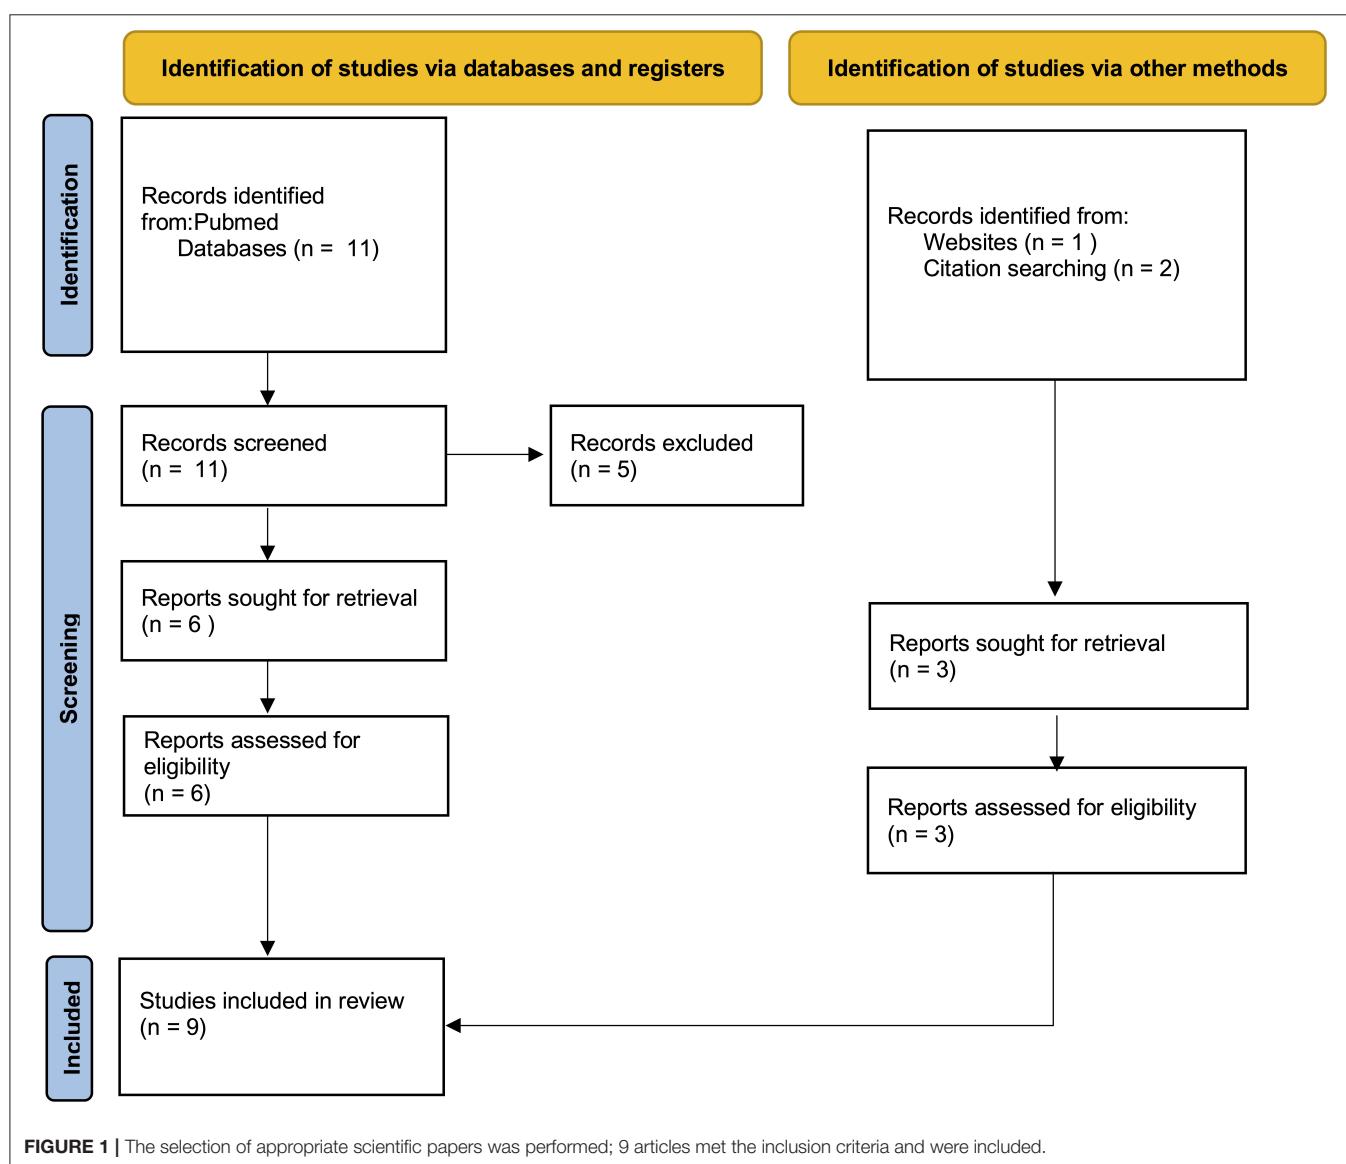 Identification of studies via databases and registers
Identification of studies via other methods
Identification
Records identified
from:Pubmed
Databases (n = 11)
Records identified from:
Websites (n = 1 )
Citation searching (n = 2)
Screening
Records screened
(n = 11)
Records excluded
(n = 5)
Reports sought for retrieval
(n = 6 )
Reports sought for retrieval
(n = 3)
Reports assessed for
eligibility
(n = 6)
Reports assessed for eligibility
(n = 3)
Included
Studies included in review
(n = 9)
FIGURE 1 | The selection of appropriate scientific papers was performed; 9 articles met the inclusion criteria and were included.